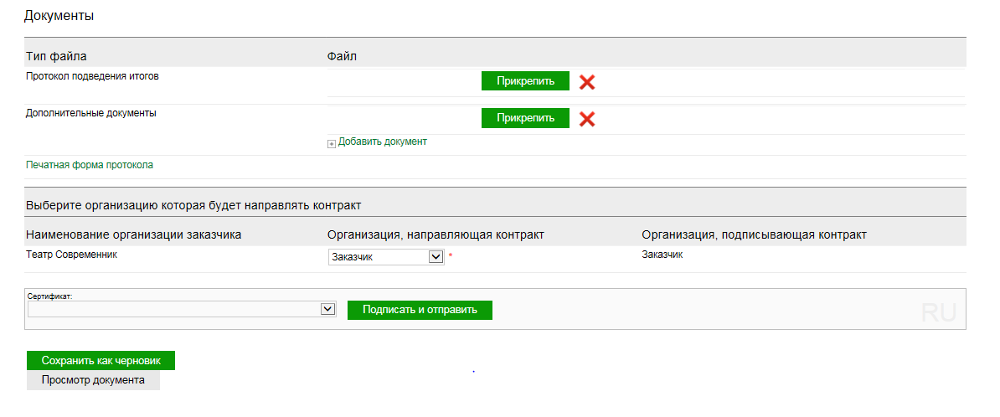 Документы
Тип файла Файл
Протокол подведения итогов Прикрепить
Дополнительные документы Прикрепить
Добавить документ
Печатная форма протокола
Выберите организацию которая будет направлять контракт
Наименование организации заказчика Организация, направляющая контракт Организация, подписывающая контракт
Театр Современник Заказчик * Заказчик
Сертификат:
Подписать и отправить RU
Сохранить как черновик
Просмотр документа